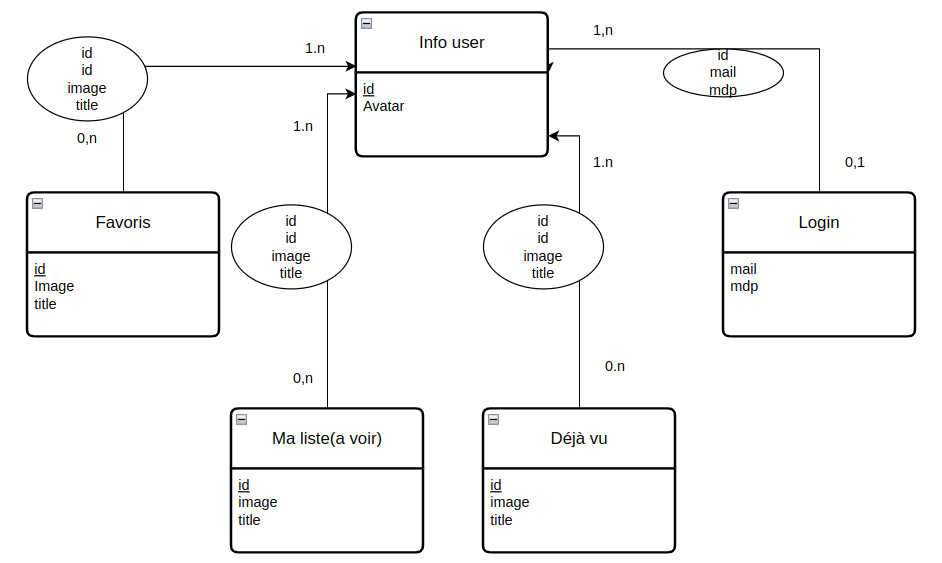 Info user
id
Avatar
1.n
id
id
image
title
0,n
1,n
id
mail
mdp
0,1
1.n
1.n
Favoris
id
Image
title
id
id
image
title
id
id
image
title
Login
mail
mdp
0,n
0.n
Ma liste(a voir)
id
image
title
Déjà vu
id
image
title